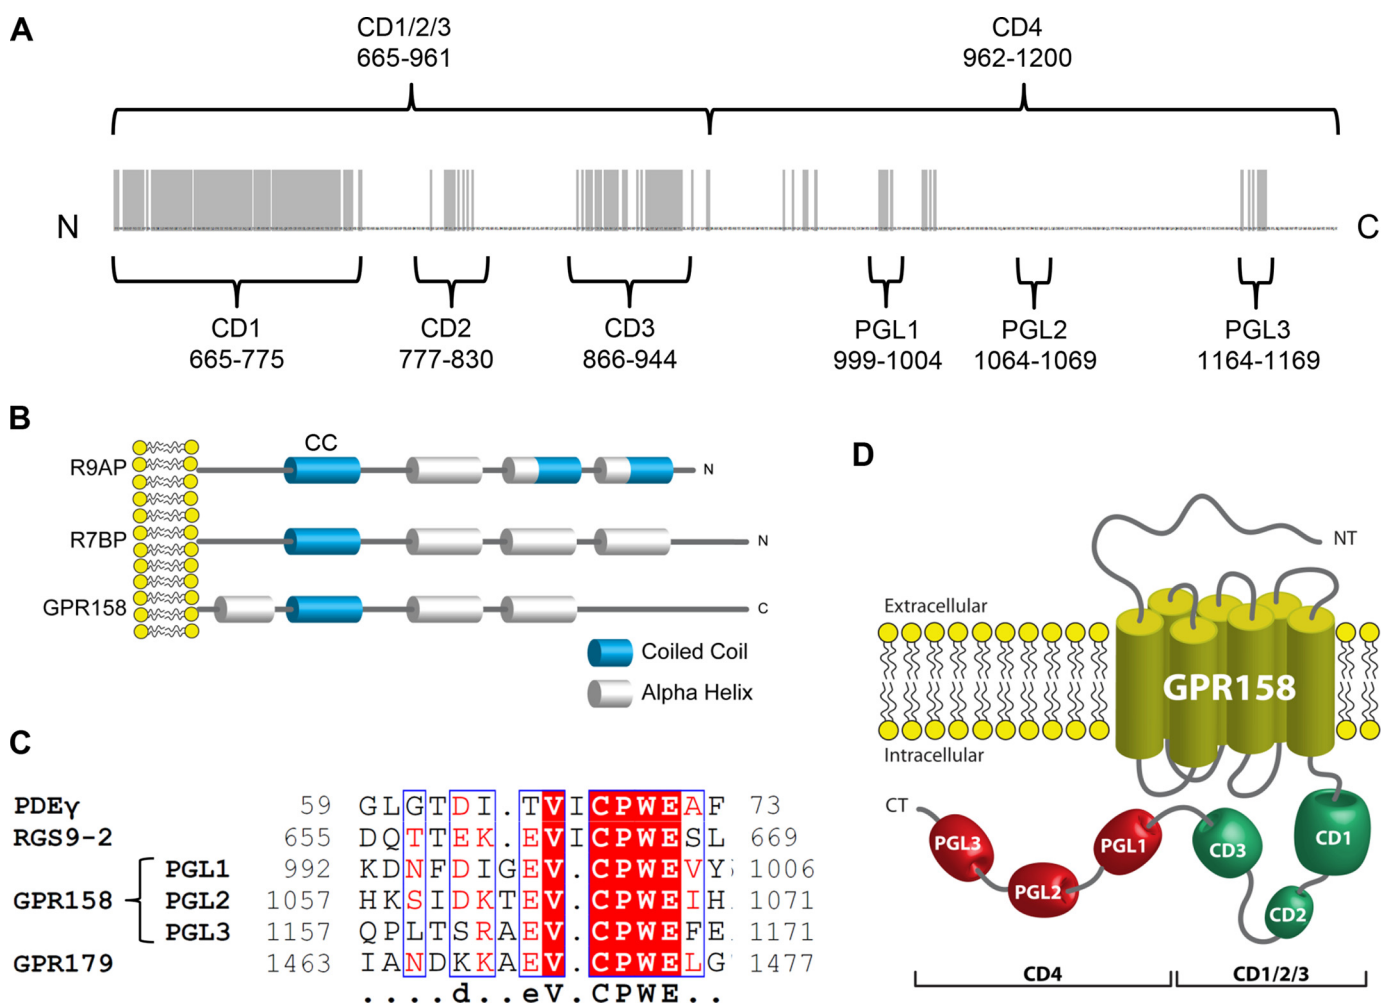 A
CD1/2/3
665-961
CD4
962-1200
N
C
CD1
665-775
CD2
777-830
CD3
866-944
PGL1
999-1004
PGL2
1064-1069
PGL3
1164-1169
B
CC
R9AP
N
R7BP
N
GPR158
C
Coiled Coil
Alpha Helix
C
PDEγ 59 GLGTDI.TVICPWEAF 73
RGS9-2 655 DQTTEK.EVICPWESL 669
PGL1 992 KDNFDIGEV.CPWEVY 1006
GPR158 PGL2 1057 HKSIDKTEV.CPWEIH 1071
PGL3 1157 QPLTSRAEV.CPWEFE 1171
GPR179 1463 IANDKKAEV.CPWELG 1477
....d..eV.CPWE..
D
NT
Extracellular
GPR158
Intracellular
CT
PGL3
PGL2
PGL1
CD3
CD2
CD1
CD4
CD1/2/3